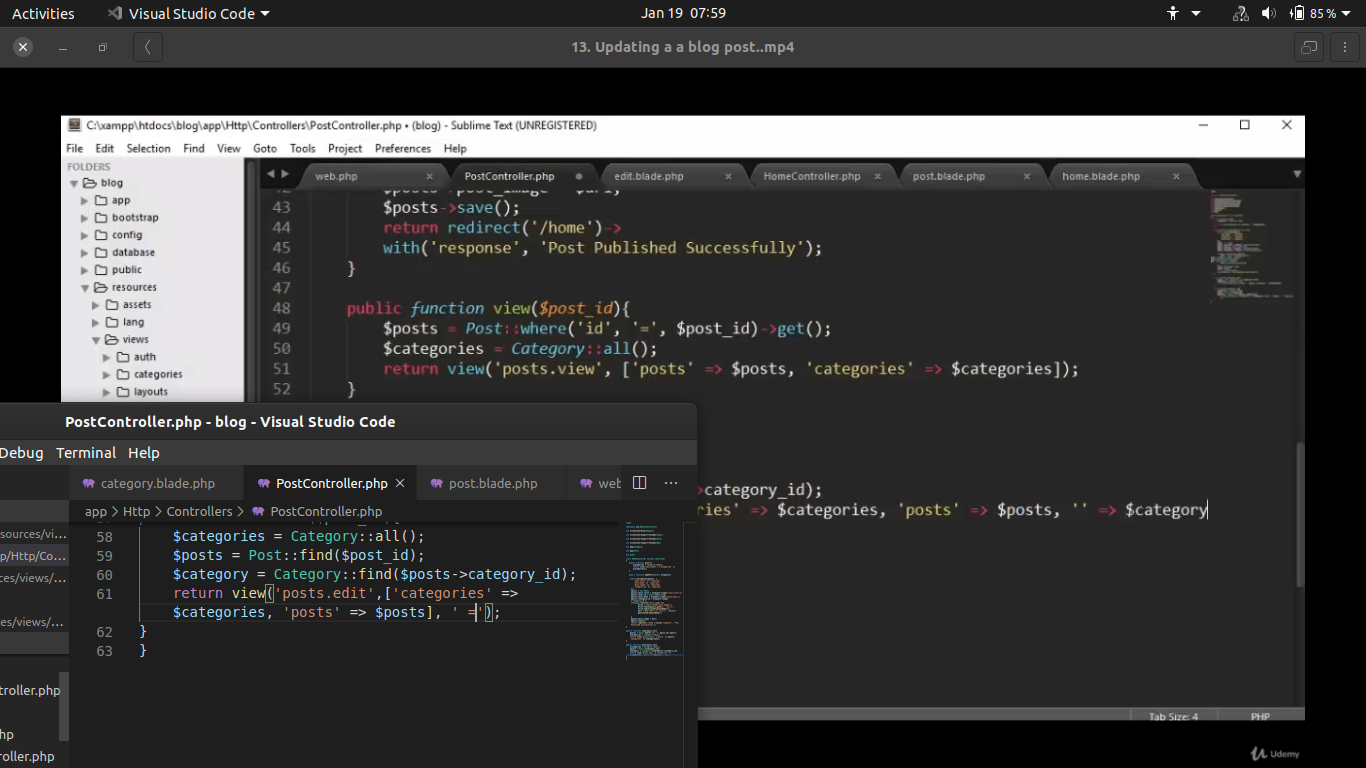 Activities Visual Studio Code Jan 19 07:59 85 %
13. Updating a a blog post..mp4
C:\xampp\htdocs\blog\app\Http\Controllers\PostController.php • (blog) - Sublime Text (UNREGISTERED)
File Edit Selection Find View Goto Tools Project Preferences Help
FOLDERS
blog
app
bootstrap
config
database
public
resources
assets
lang
views
auth
categories
layouts
web.php PostController.php edit.blade.php HomeController.php post.blade.php home.blade.php
43 $posts->save();
44 return redirect('/home')->
45 with('response', 'Post Published Successfully');
46 }
47
48 public function view($post_id){
49 $posts = Post::where('id', '=', $post_id)->get();
50 $categories = Category::all();
51 return view('posts.view', ['posts' => $posts, 'categories' => $categories]);
52 }
>category_id);
ries' => $categories, 'posts' => $posts, '' => $category
Tab Size: 4 PHP
Udemy
PostController.php - blog - Visual Studio Code
Debug Terminal Help
category.blade.php PostController.php post.blade.php web
app > Http > Controllers > PostController.php
sources/vi...
p/Http/Co...
ces/views/...
es/views/...
troller.php
hp
roller.php
58 $categories = Category::all();
59 $posts = Post::find($post_id);
60 $category = Category::find($posts->category_id);
61 return view('posts.edit',['categories' =>
$categories, 'posts' => $posts], ' =');
62 }
63 }